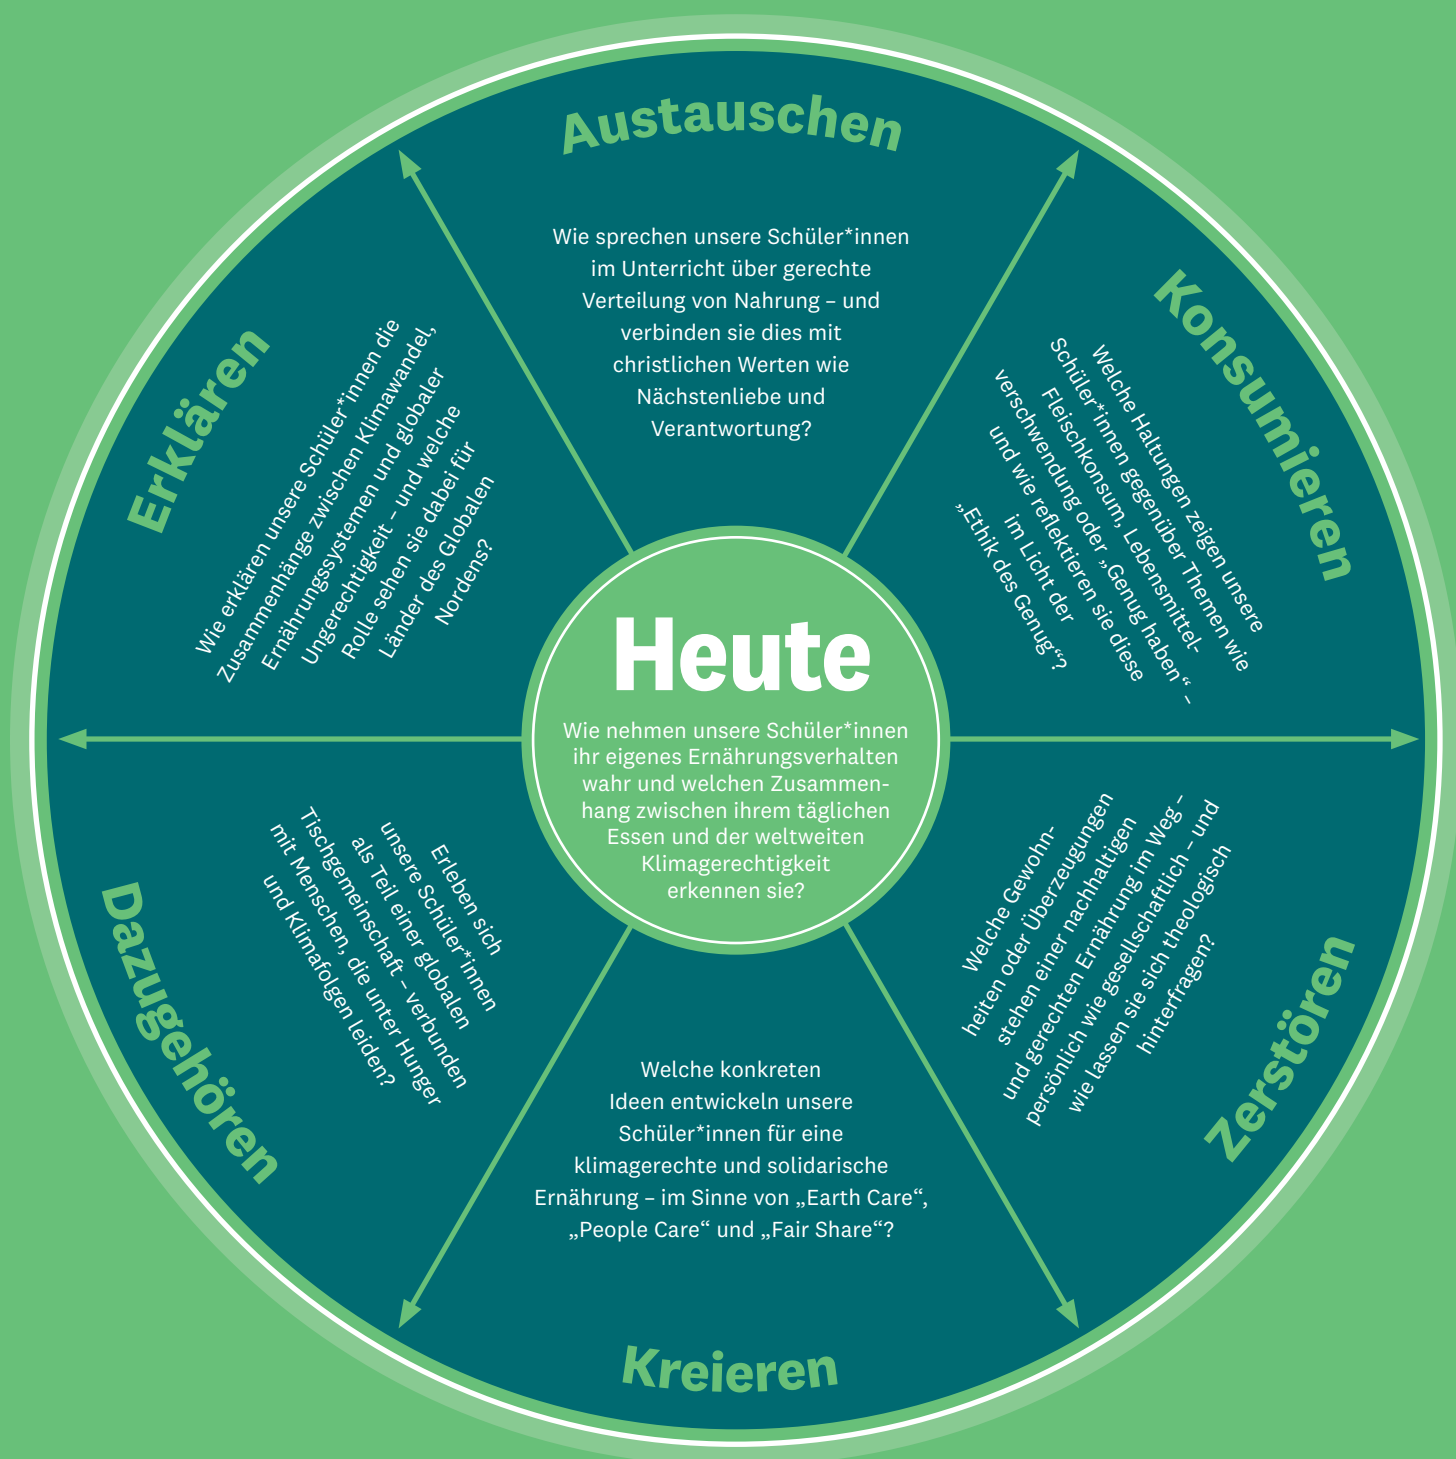 Austauschen
Wie sprechen unsere Schüler*innen
im Unterricht über gerechte
Verteilung von Nahrung – und
verbinden sie dies mit
christlichen Werten wie
Nächstenliebe und
Verantwortung?
Konsumieren
Welche Haltungen zeigen unsere
Schüler*innen gegenüber Themen wie
Fleischkonsum, Lebensmittel-
verschwendung oder „Genug haben“ –
und wie reflektieren sie diese
im Licht der
„Ethik des Genug“?
Zerstören
Welche Gewohn-
heiten oder Überzeugungen
stehen einer nachhaltigen
und gerechten Ernährung im Weg –
persönlich wie gesellschaftlich – und
wie lassen sie sich theologisch
hinterfragen?
Kreieren
Welche konkreten
Ideen entwickeln unsere
Schüler*innen für eine
klimagerechte und solidarische
Ernährung – im Sinne von „Earth Care“,
„People Care“ und „Fair Share“?
Dazugehören
Erleben sich
unsere Schüler*innen
als Teil einer globalen
Tischgemeinschaft – verbunden
mit Menschen, die unter Hunger
und Klimafolgen leiden?
Erklären
Wie erklären unsere Schüler*innen die
Zusammenhänge zwischen Klimawandel,
Ernährungssystemen und globaler
Ungerechtigkeit – und welche
Rolle sehen sie dabei für
Länder des Globalen
Nordens?
Heute
Wie nehmen unsere Schüler*innen
ihr eigenes Ernährungsverhalten
wahr und welchen Zusammen-
hang zwischen ihrem täglichen
Essen und der weltweiten
Klimagerechtigkeit
erkennen sie?